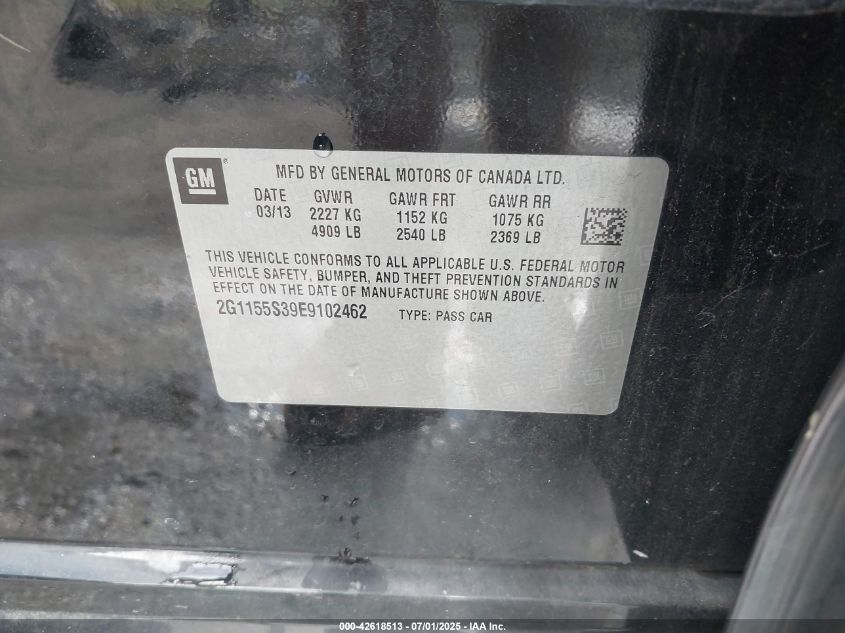 GM
MFD BY GENERAL MOTORS OF CANADA LTD.
DATE GVWR GAWR FRT GAWR RR
03/13 2227 KG 1152 KG 1075 KG
4909 LB 2540 LB 2369 LB
THIS VEHICLE CONFORMS TO ALL APPLICABLE U.S. FEDERAL MOTOR
VEHICLE SAFETY, BUMPER, AND THEFT PREVENTION STANDARDS IN
EFFECT ON THE DATE OF MANUFACTURE SHOWN ABOVE.
2G1155S39E9102462 TYPE: PASS CAR
000-42618513 - 07/01/2025 - IAA Inc.